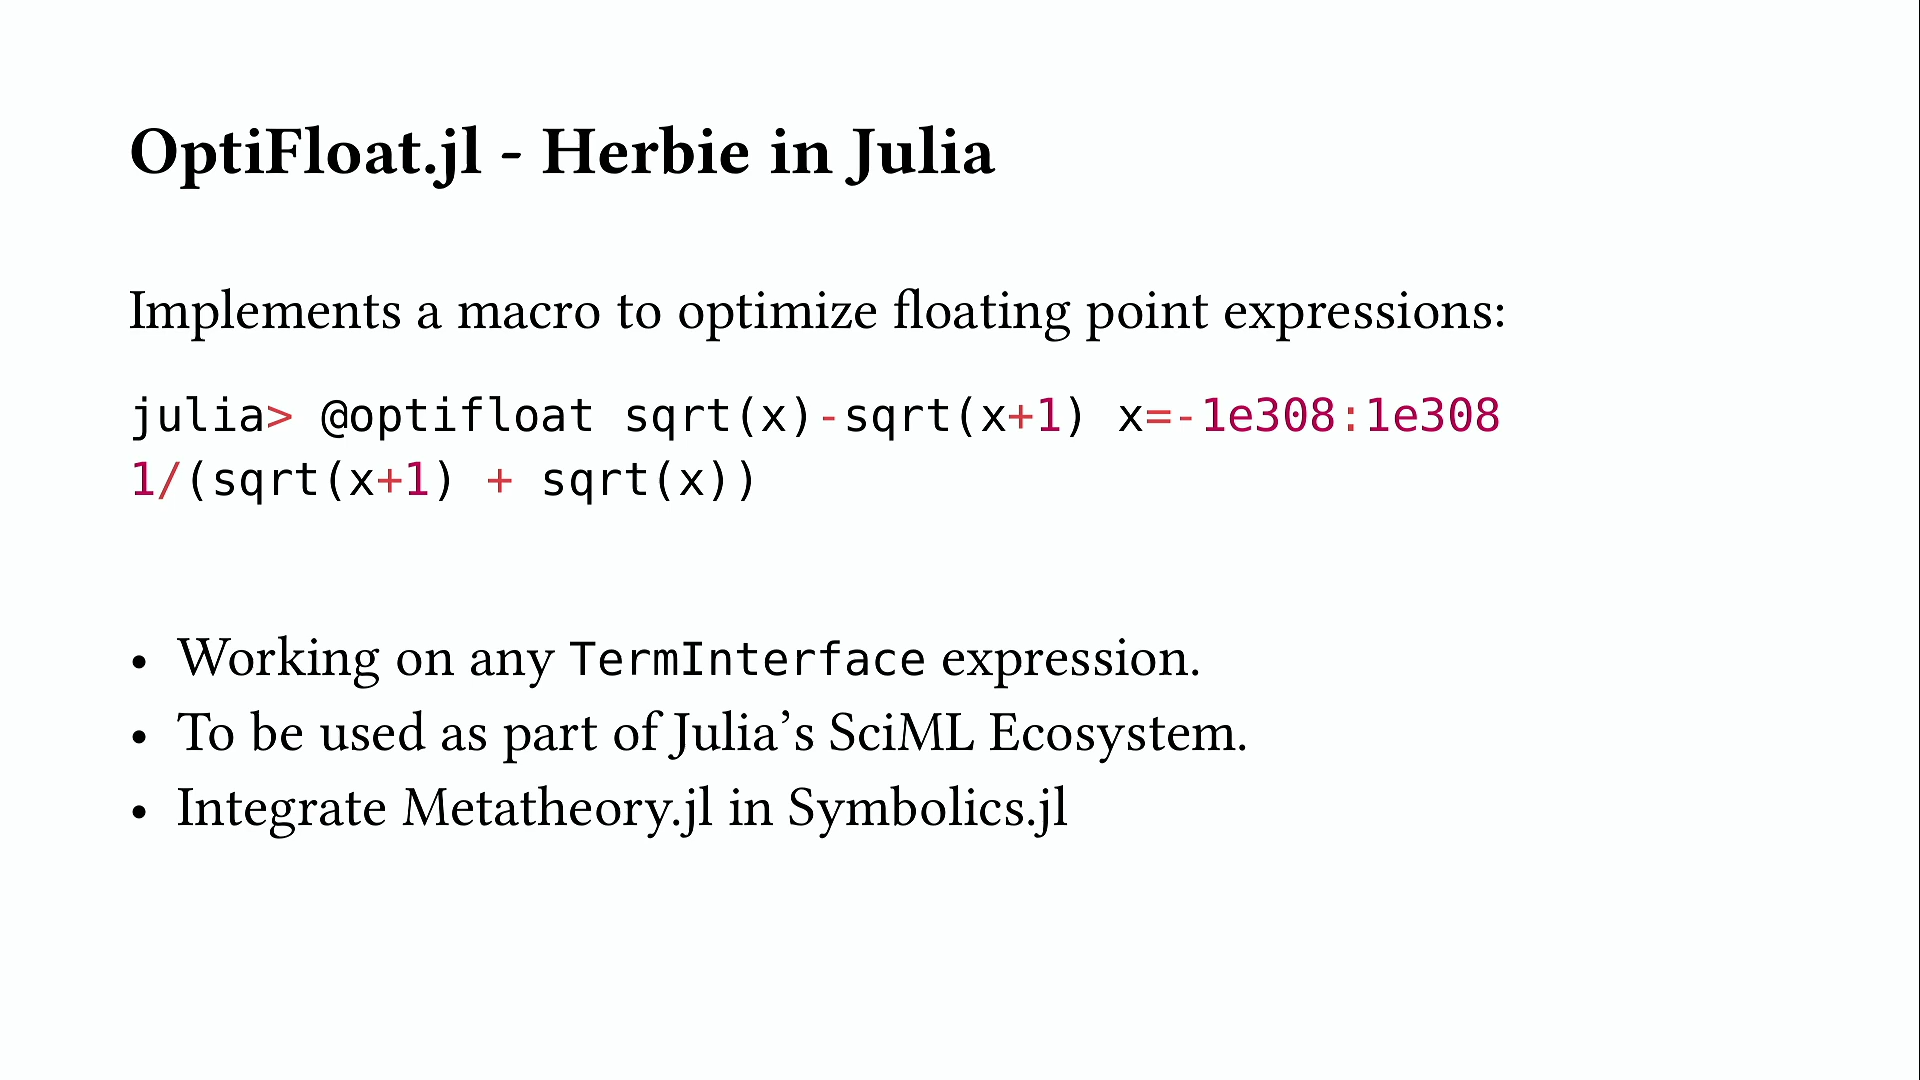 OptiFloat.jl - Herbie in Julia
Implements a macro to optimize floating point expressions:
julia> @optifloat sqrt(x)-sqrt(x+1) x=-1e308:1e308
1/(sqrt(x+1) + sqrt(x))
• Working on any TermInterface expression.
• To be used as part of Julia’s SciML Ecosystem.
• Integrate Metatheory.jl in Symbolics.jl